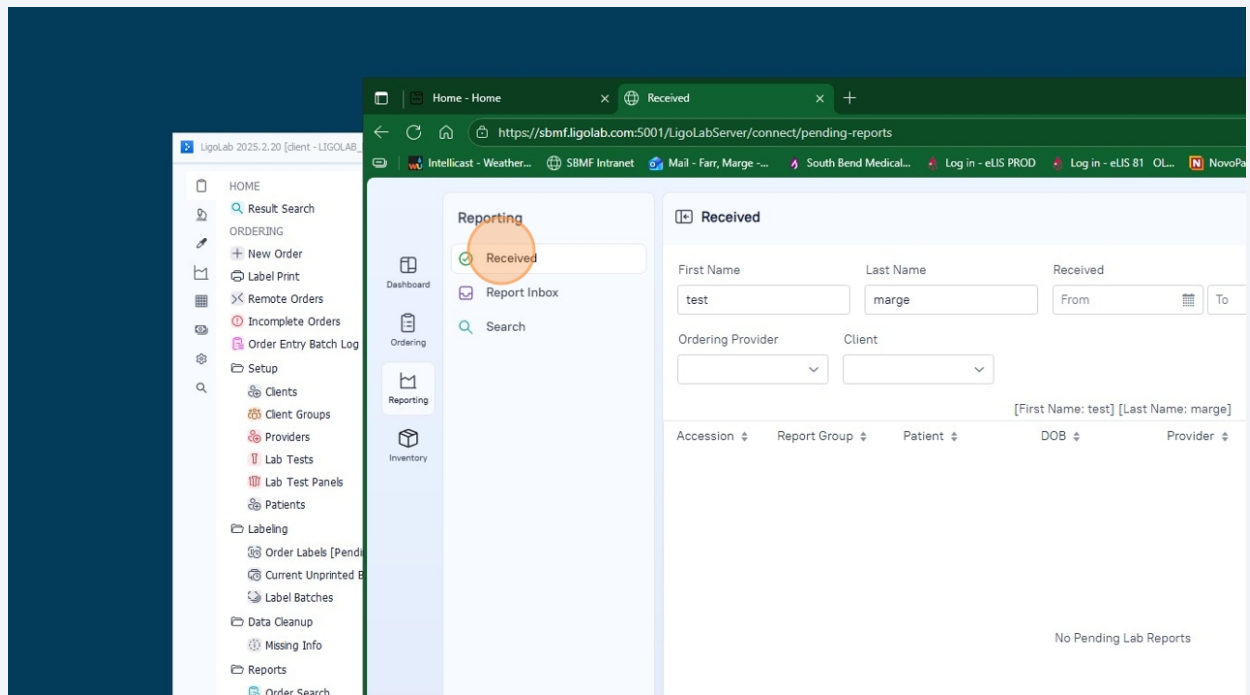 Home - Home
Received
https://sbmf.ligolab.com:5001/LigoLabServer/connect/pending-reports
Intellicast - Weather...
SBMF Intranet
Mail - Farr, Marge -...
South Bend Medical...
Log in - eLIS PROD
Log in - eLIS 81 OL...
NovoPa
LigoLab 2025.2.20 [client - LIGOLAB_
HOME
Result Search
ORDERING
New Order
Label Print
Remote Orders
Incomplete Orders
Order Entry Batch Log
Setup
Clients
Client Groups
Providers
Lab Tests
Lab Test Panels
Patients
Labeling
Order Labels [Pendi
Current Unprinted B
Label Batches
Data Cleanup
Missing Info
Reports
Order Search
Dashboard
Ordering
Reporting
Inventory
Reporting
Received
Report Inbox
Search
Received
First Name
Last Name
Received
test
marge
From
To
Ordering Provider
Client
[First Name: test] [Last Name: marge]
Accession
Report Group
Patient
DOB
Provider
No Pending Lab Reports